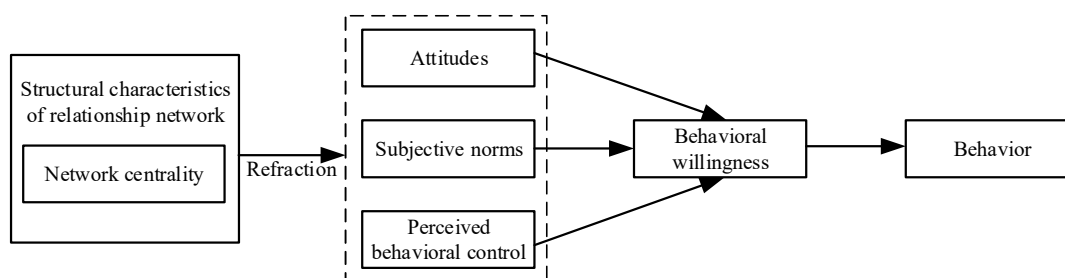 Structural characteristics
of relationship network
Network centrality
Refraction
Attitudes
Subjective norms
Perceived
behavioral control
Behavioral
willingness
Behavior